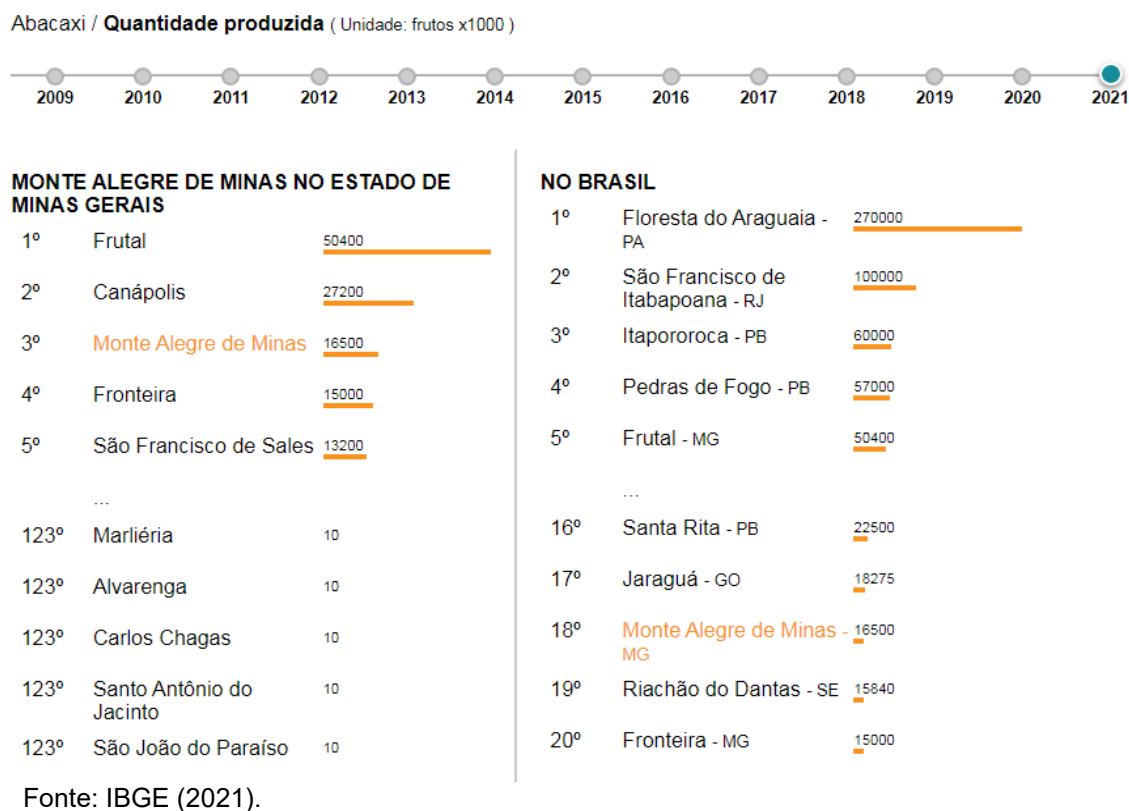 Abacaxi / Quantidade produzida ( Unidade: frutos x1000 )
2009 2010 2011 2012 2013 2014 2015 2016 2017 2018 2019 2020 2021
MONTE ALEGRE DE MINAS NO ESTADO DE
MINAS GERAIS
1º Frutal 50400
2º Canápolis 27200
3º Monte Alegre de Minas 16500
4º Fronteira 15000
5º São Francisco de Sales 13200
...
123º Marliéria 10
123º Alvarenga 10
123º Carlos Chagas 10
123º Santo Antônio do 10
Jacinto
123º São João do Paraíso 10
NO BRASIL
1º Floresta do Araguaia - 270000
PA
2º São Francisco de 100000
Itabapoana - RJ
3º Itapororoca - PB 60000
4º Pedras de Fogo - PB 57000
5º Frutal - MG 50400
...
16º Santa Rita - PB 22500
17º Jaraguá - GO 18275
18º Monte Alegre de Minas - 16500
MG
19º Riachão do Dantas - SE 15840
20º Fronteira - MG 15000
Fonte: IBGE (2021).